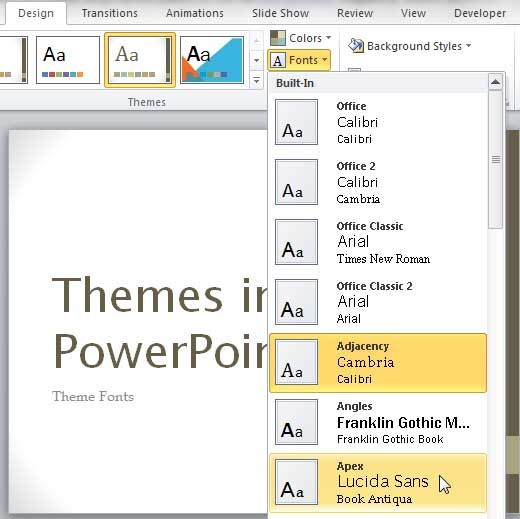 Design Transitions Animations Slide Show Review View Developer
Aa Aa Aa Colors Background Styles
A Fonts
Themes
Built-In
Office
Aa Calibri
Calibri
Office 2
Aa Calibri
Cambria
Office Classic
Aa Arial
Times New Roman
Office Classic 2
Aa Arial
Arial
Adjacency
Aa Cambria
Calibri
Angles
Aa Franklin Gothic M...
Franklin Gothic Book
Apex
Aa Lucida Sans
Book Antiqua
Themes in
PowerPoin
Theme Fonts